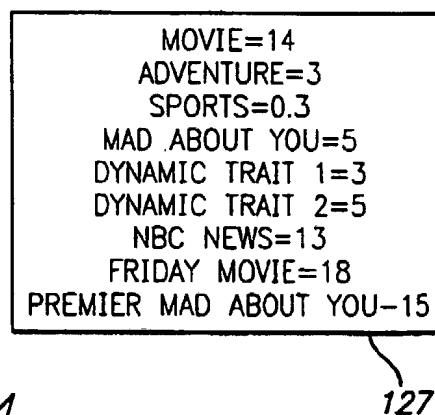 MOVIE=14
ADVENTURE=3
SPORTS=0.3
MAD ABOUT YOU=5
DYNAMIC TRAIT 1=3
DYNAMIC TRAIT 2=5
NBC NEWS=13
FRIDAY MOVIE=18
PREMIER MAD ABOUT YOU-15
127